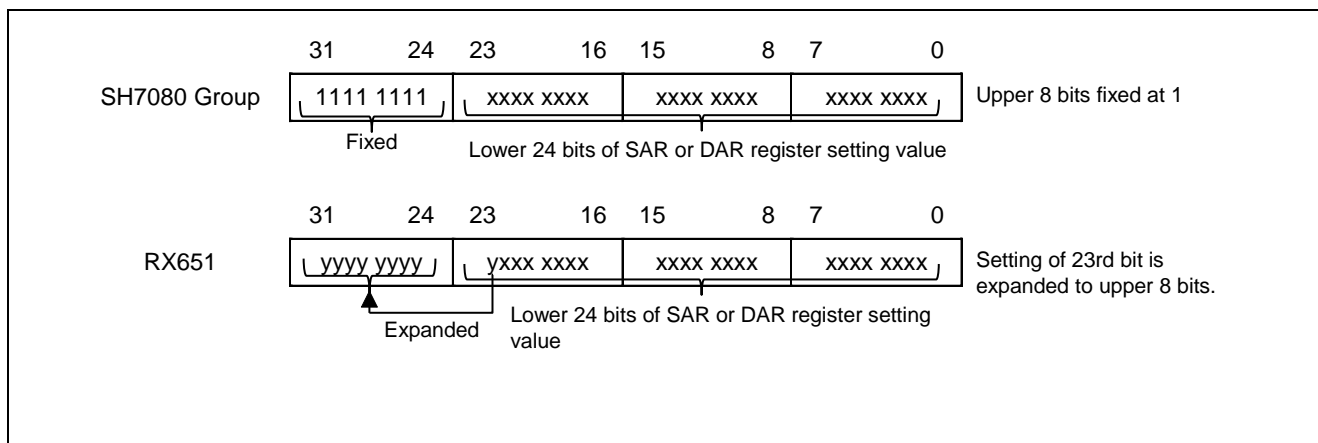 31 24 23 16 15 8 7 0
SH7080 Group 1111 1111 xxxx xxxx xxxx xxxx xxxx xxxx Upper 8 bits fixed at 1
Fixed Lower 24 bits of SAR or DAR register setting value
31 24 23 16 15 8 7 0
RX651 yyyy yyyy yxxx xxxx xxxx xxxx xxxx xxxx Setting of 23rd bit is
expanded to upper 8 bits.
Expanded Lower 24 bits of SAR or DAR register setting
value